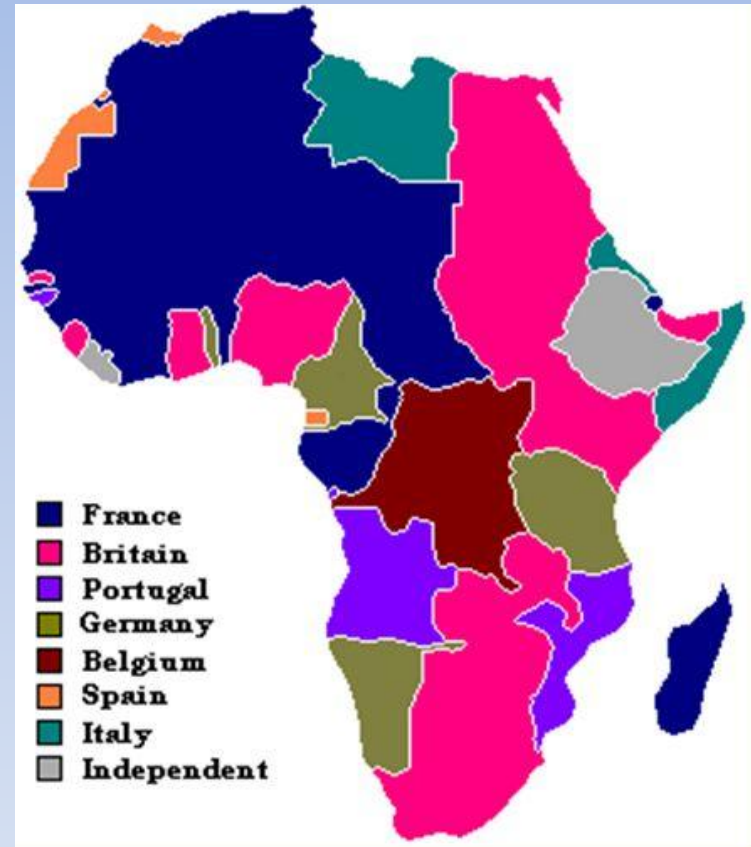 France
Britain
Portugal
Germany
Belgium
Spain
Italy
Independent